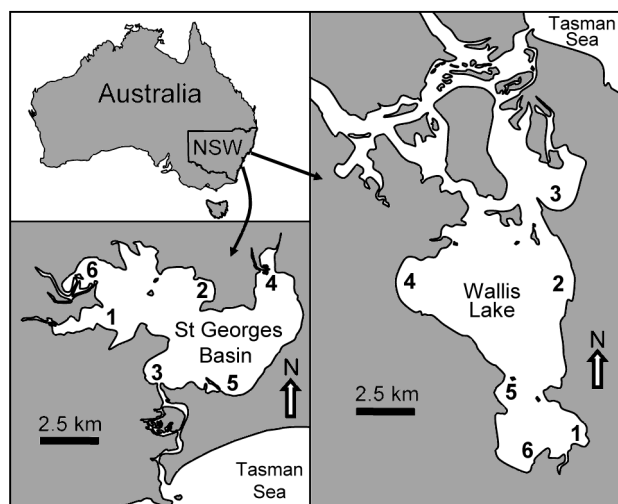 Australia
NSW
Tasman
Sea
3
4
2
Wallis
Lake
5
N
2.5 km
1
6
6
2
4
1
St Georges
Basin
3
5
N
2.5 km
Tasman
Sea